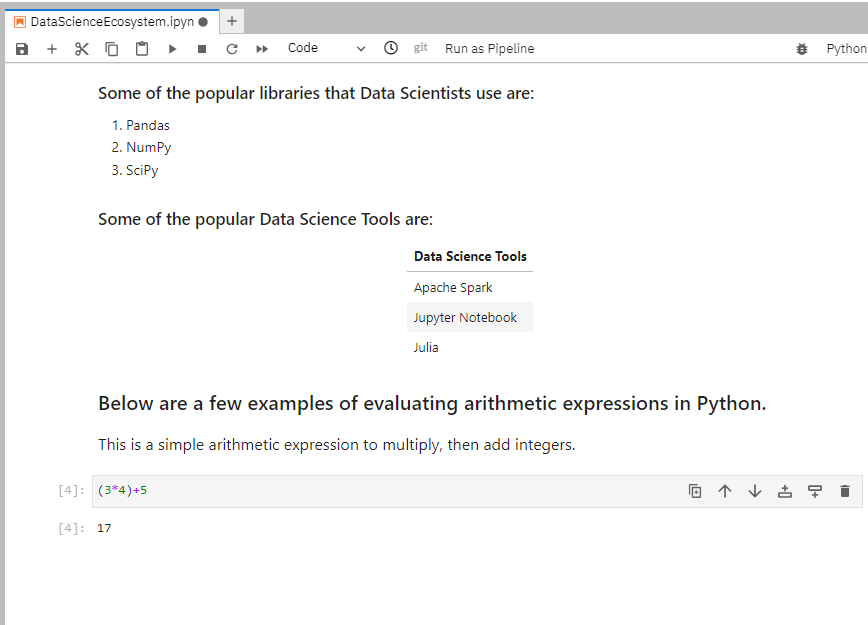 DataScienceEcosystem.ipyn
Code git Run as Pipeline Python
Some of the popular libraries that Data Scientists use are:
1. Pandas
2. NumPy
3. SciPy
Some of the popular Data Science Tools are:
Data Science Tools
Apache Spark
Jupyter Notebook
Julia
Below are a few examples of evaluating arithmetic expressions in Python.
This is a simple arithmetic expression to multiply, then add integers.
[4]: (3*4)+5
[4]: 17